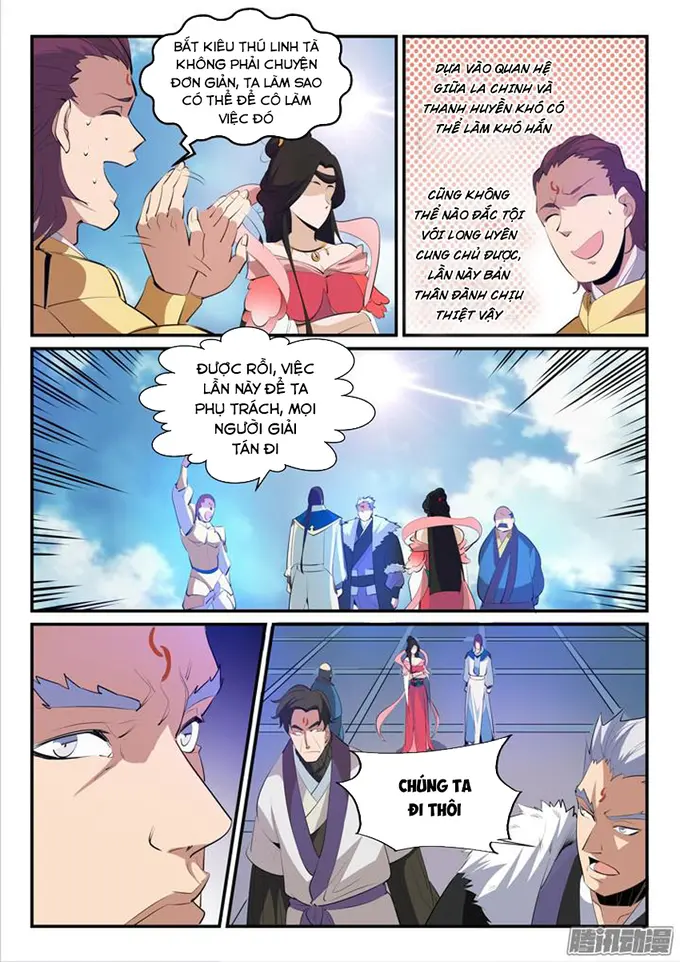 BẮT KIÊU THÚ LINH TÀ
KHÔNG PHẢI CHUYỆN
ĐƠN GIẢN, TA LÀM SAO
CÓ THỂ ĐỂ CÔ LÀM
VIỆC ĐÓ
DỰA VÀO QUAN HỆ
GIỮA LA CHINH VÀ
THANH HUYỀN KHÓ CÓ
THỂ LÀM KHÓ HẮN
CŨNG KHÔNG
THỂ NÀO ĐẮC TỘI
VỚI LONG UYÊN
CUNG CHỦ ĐƯỢC,
LẦN NÀY BẢN
THÂN ĐÀNH CHỊU
THIỆT VẬY
ĐƯỢC RỒI, VIỆC
LẦN NÀY ĐỂ TA
PHỤ TRÁCH, MỌI
NGƯỜI GIẢI
TÁN ĐI
CHÚNG TA
ĐI THÔI
腾讯动漫